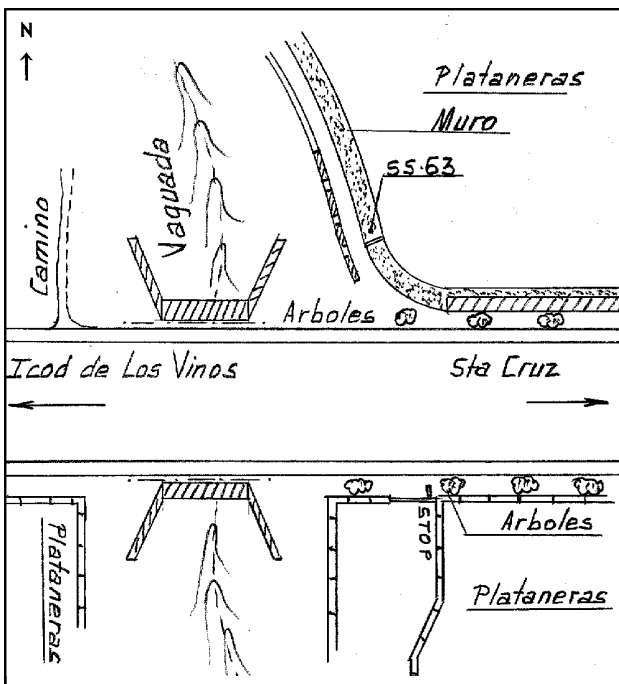 N
Plataneras
Muro
SS-63
Vaguada
Camino
Arboles
Icod de Los Vinos
Sta Cruz
STOP
Arboles
Plataneras
Plataneras